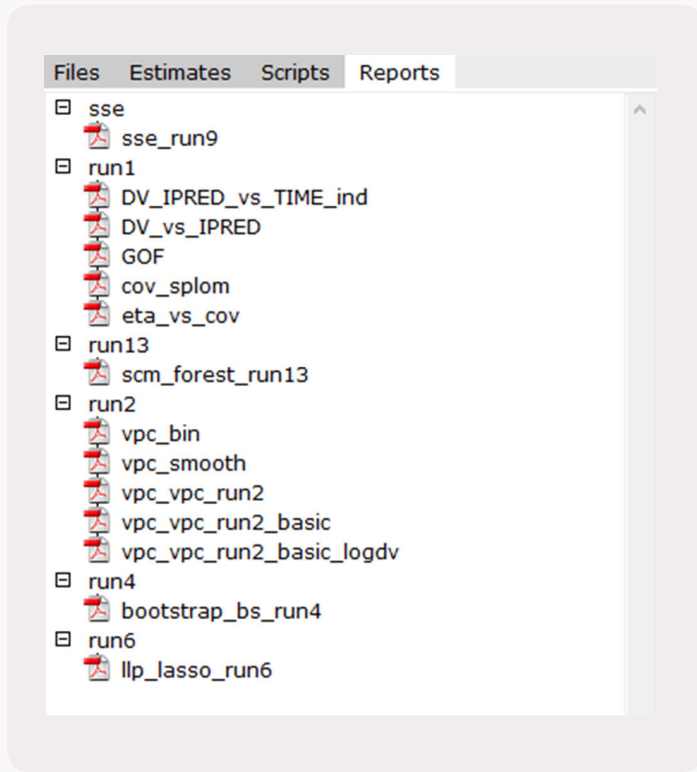 Files Estimates Scripts Reports
sse
sse_run9
run1
DV_IPRED_vs_TIME_ind
DV_vs_IPRED
GOF
cov_splom
eta_vs_cov
run13
scm_forest_run13
run2
vpc_bin
vpc_smooth
vpc_vpc_run2
vpc_vpc_run2_basic
vpc_vpc_run2_basic_logdv
run4
bootstrap_bs_run4
run6
llp_lasso_run6